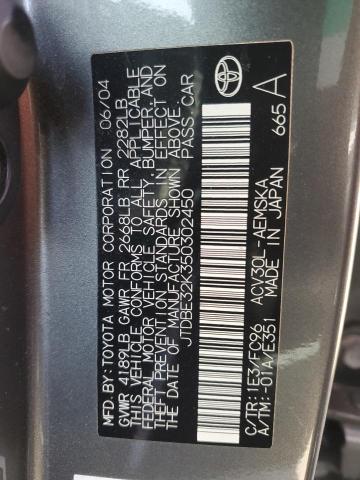 MFD. BY: TOYOTA MOTOR CORPORATION 06/04
GVWR 4189LB GAWR FR 2668LB RR 2282LB
THIS VEHICLE CONFORMS TO ALL APPLICABLE
FEDERAL MOTOR VEHICLE SAFETY, BUMPER, AND
THEFT PREVENTION STANDARDS IN EFFECT ON
THE DATE OF MANUFACTURE SHOWN ABOVE.
JTDBE32K350302450 PASS. CAR
C/TR: 1E3/FQ96 ACV30L-AEMSKA
A/TM: -01A/E351 MADE IN JAPAN
665 A